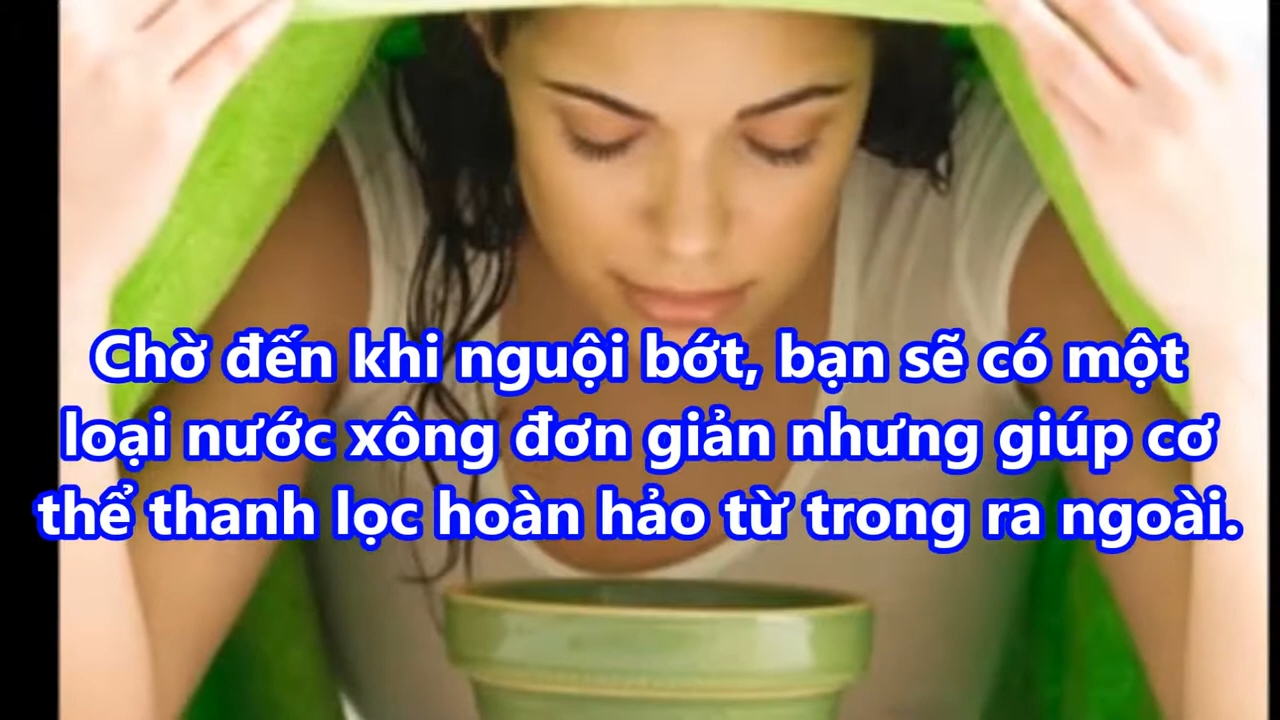 Chờ đến khi nguội bớt, bạn sẽ có một
loại nước xông đơn giản nhưng giúp cơ
thể thanh lọc hoàn hảo từ trong ra ngoài.